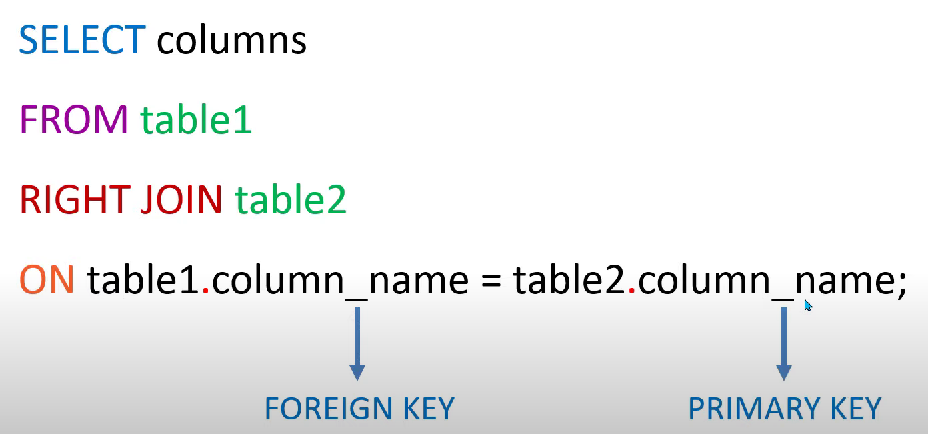 SELECT columns
FROM table1
RIGHT JOIN table2
ON table1.column_name = table2.column_name;
FOREIGN KEY PRIMARY KEY